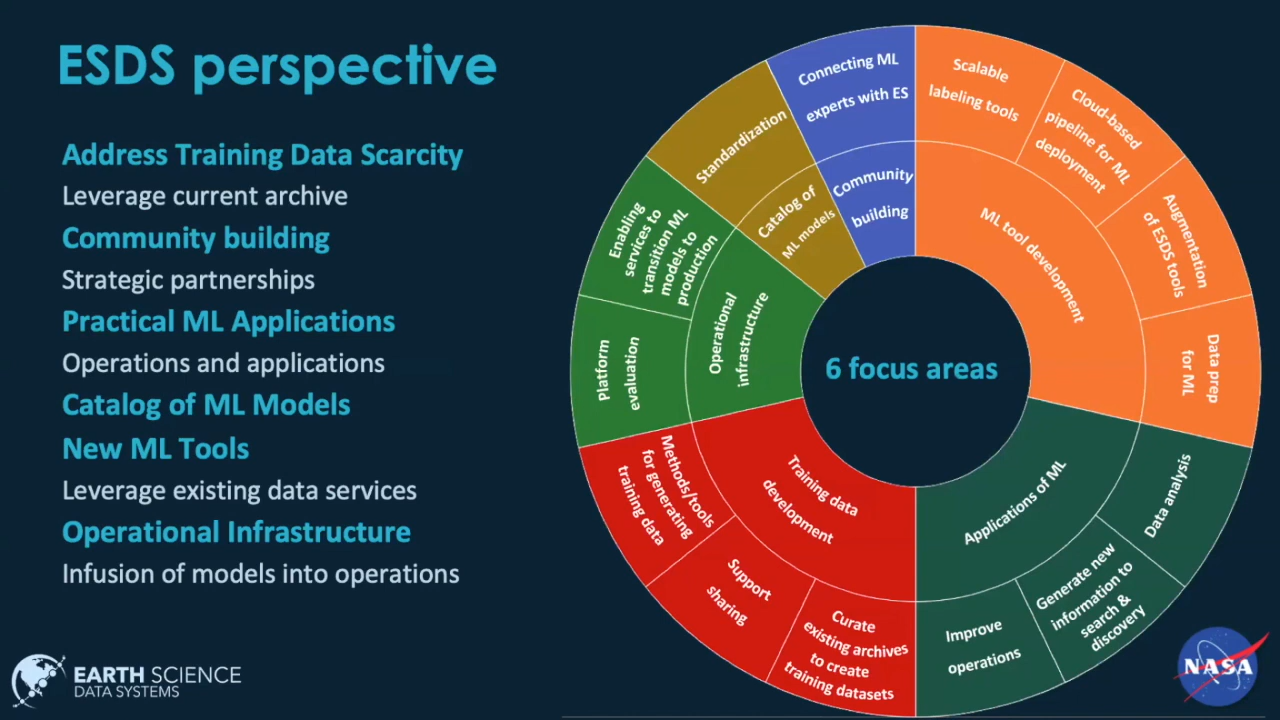 ESDS perspective
Address Training Data Scarcity
Leverage current archive
Community building
Strategic partnerships
Practical ML Applications
Operations and applications
Catalog of ML Models
New ML Tools
Leverage existing data services
Operational Infrastructure
Infusion of models into operations
EARTH SCIENCE
DATA SYSTEMS
6 focus areas
Community
building
Connecting ML
experts with ES
ML tool development
Scalable
labeling tools
Cloud-based
pipeline for ML
deployment
Augmentation
of ESDS tools
Data prep
for ML
Applications of ML
Data analysis
Generate new
information to
search &
discovery
Improve
operations
Training data
development
Curate
existing archives
to create
training datasets
Support
sharing
Methods/tools
for generating
training data
Operational
infrastructure
Platform
evaluation
Enabling
services to
transition ML
models to
production
Catalog of
ML models
Standardization
NASA